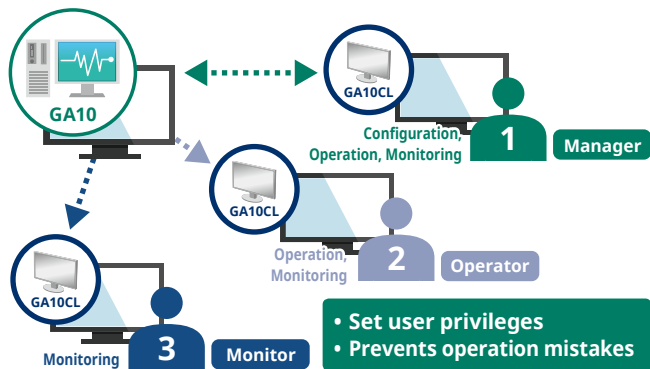 GA10
GA10CL
Configuration,
Operation, Monitoring
1
Manager
GA10CL
Operation,
Monitoring
2
Operator
GA10CL
Monitoring
3
Monitor
• Set user privileges
• Prevents operation mistakes